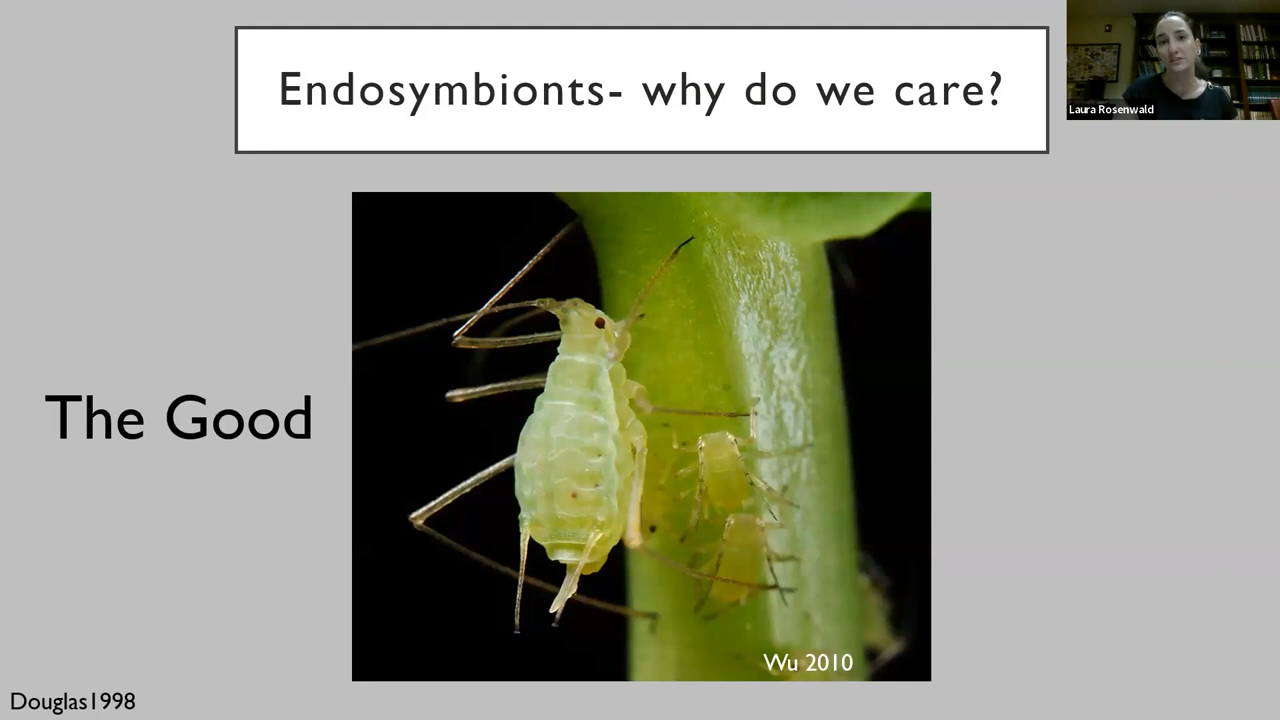 Endosymbionts- why do we care?
Laura Rosenwald
The Good
Wu 2010
Douglas1998